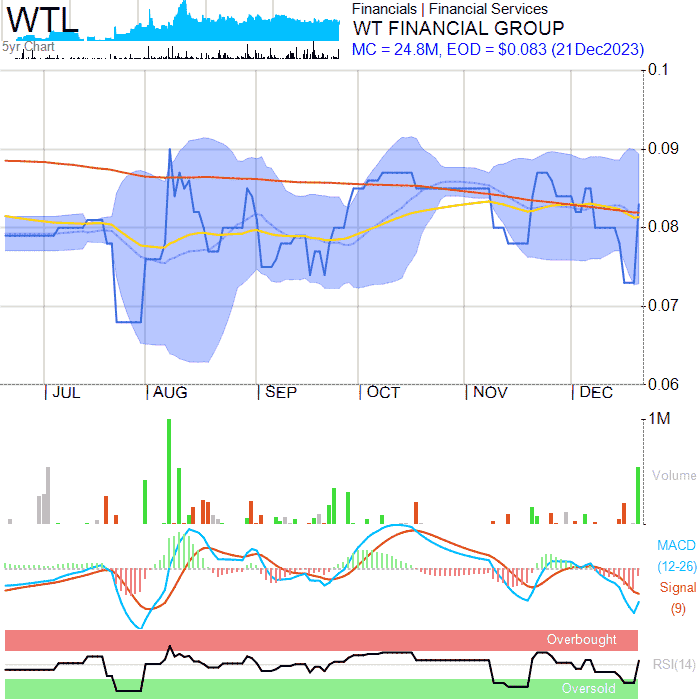 WTL
5yr Chart
Financials | Financial Services
WT FINANCIAL GROUP
MC = 24.8M, EOD = $0.083 (21Dec2023)
0.1
0.09
0.08
0.07
0.06
JUL AUG SEP OCT NOV DEC
1M
Volume
MACD
(12-26)
Signal
(9)
Overbought
RSI(14)
Oversold